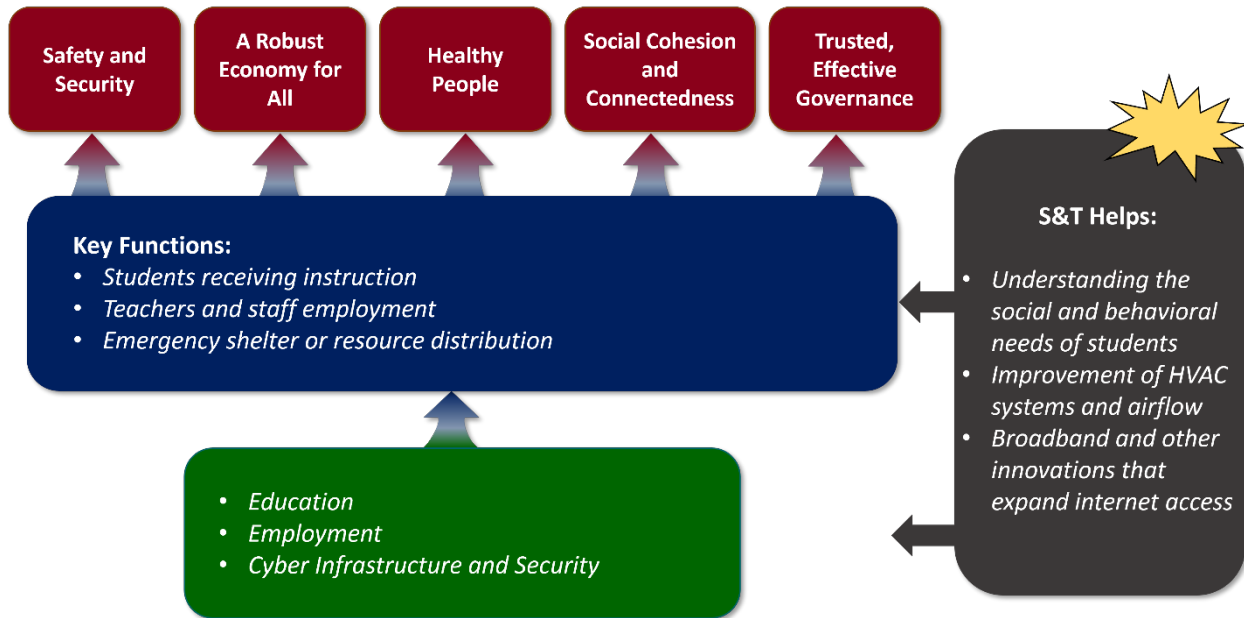 Safety and
Security
A Robust
Economy for
All
Healthy
People
Social Cohesion
and
Connectedness
Trusted,
Effective
Governance
Key Functions:
• Students receiving instruction
• Teachers and staff employment
• Emergency shelter or resource distribution
S&T Helps:
• Understanding the
social and behavioral
needs of students
• Improvement of HVAC
systems and airflow
• Broadband and other
innovations that
expand internet access
• Education
• Employment
• Cyber Infrastructure and Security